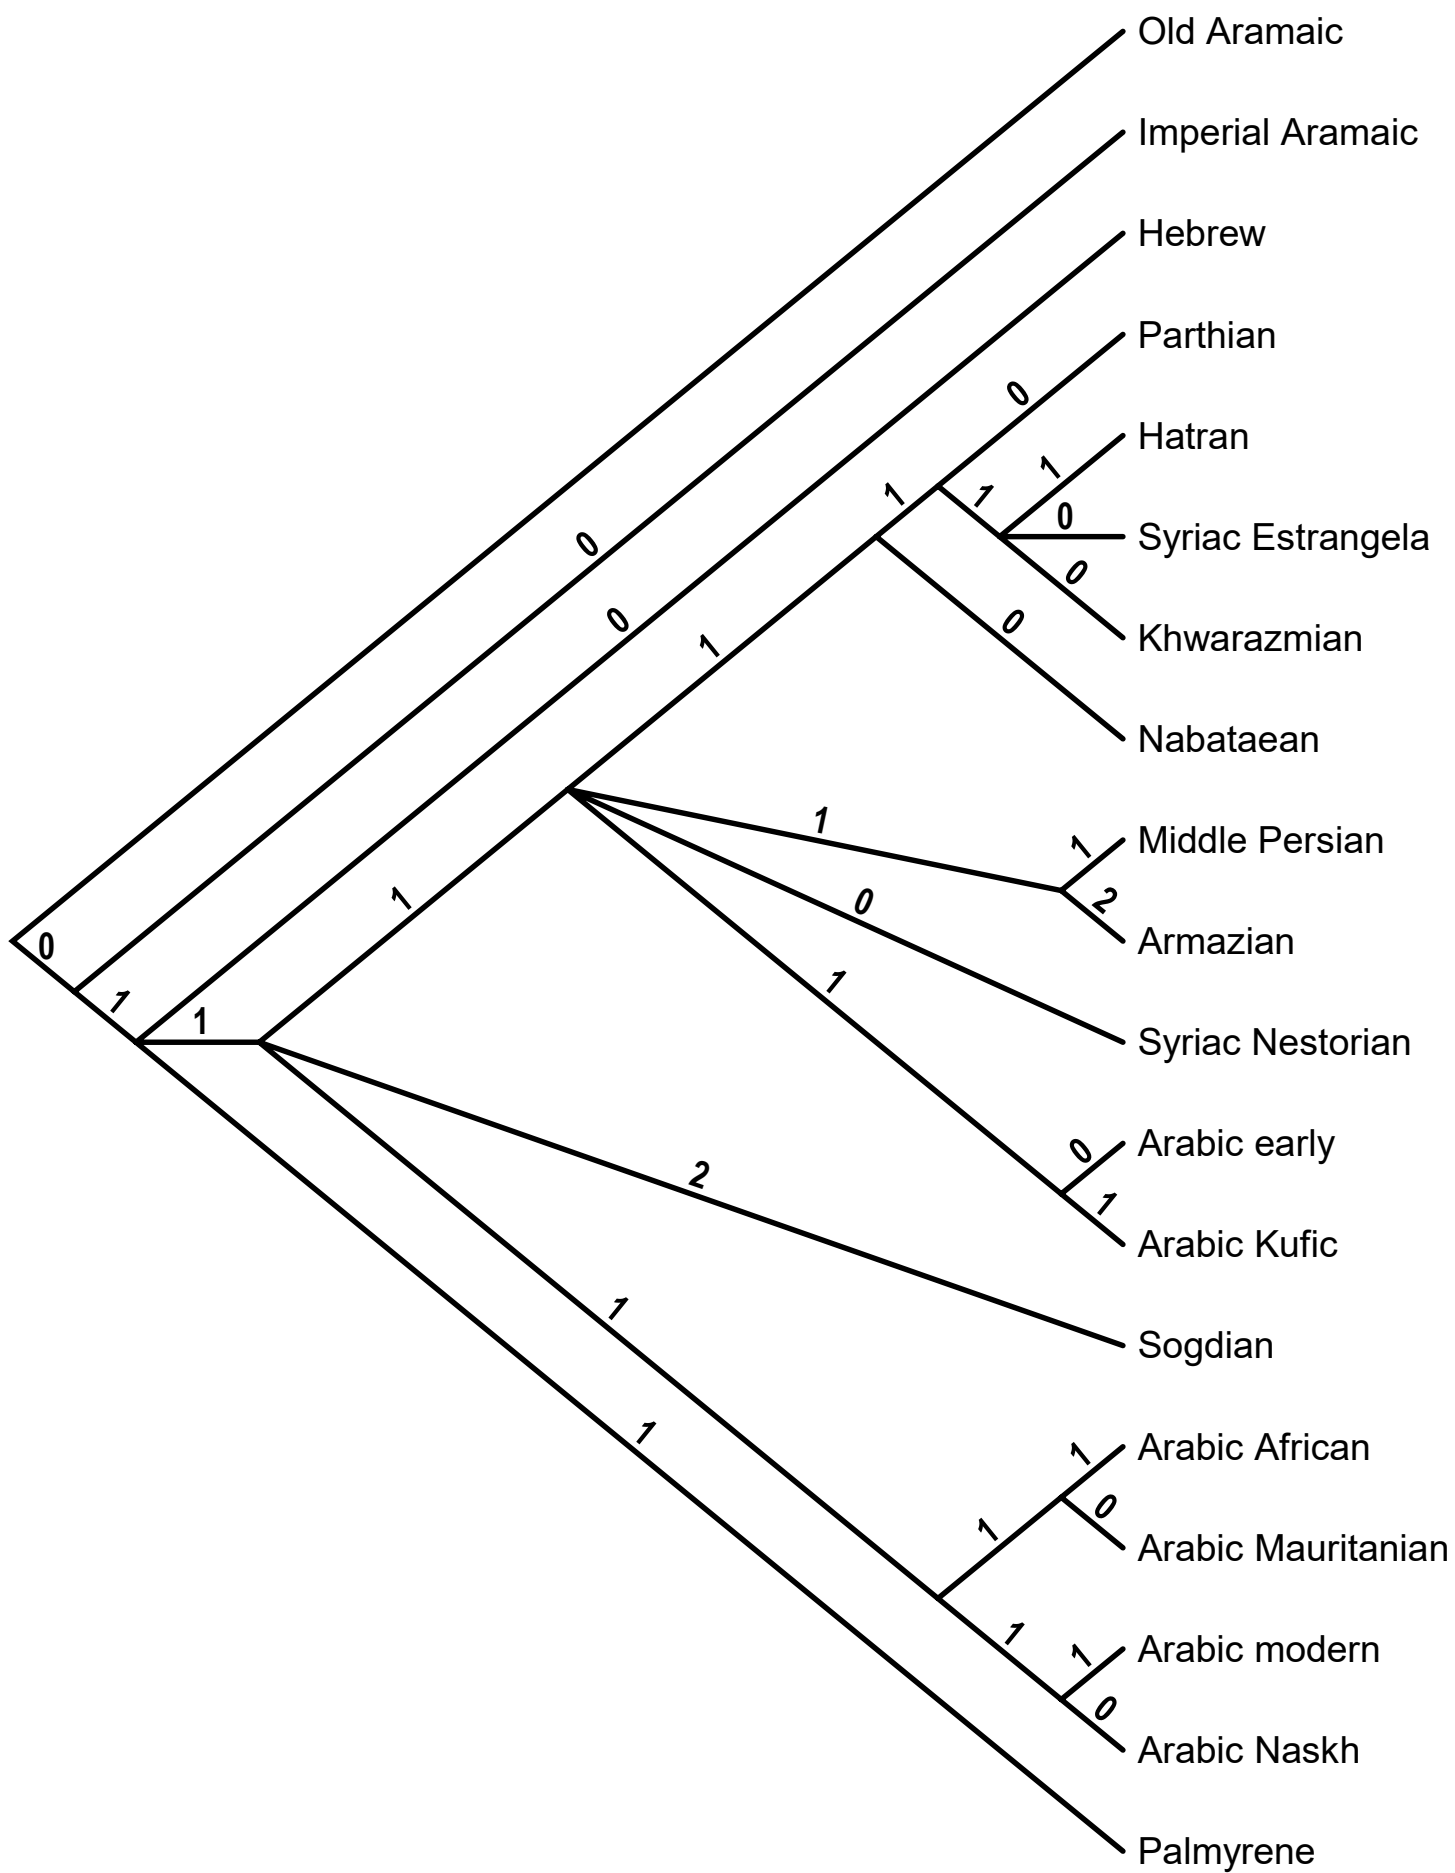 Old Aramaic
Imperial Aramaic
Hebrew
Parthian
0
Hatran
1
1
1
0
Syriac Estrangela
0
0
0
Khwarazmian
0
1
Nabataean
1
Middle Persian
1
1
2
0
Armazian
0
1
1
1
Syriac Nestorian
1
0
Arabic early
2
1
Arabic Kufic
1
Sogdian
1
1
Arabic African
0
1
Arabic Mauritanian
1
1
Arabic modern
0
Arabic Naskh
Palmyrene